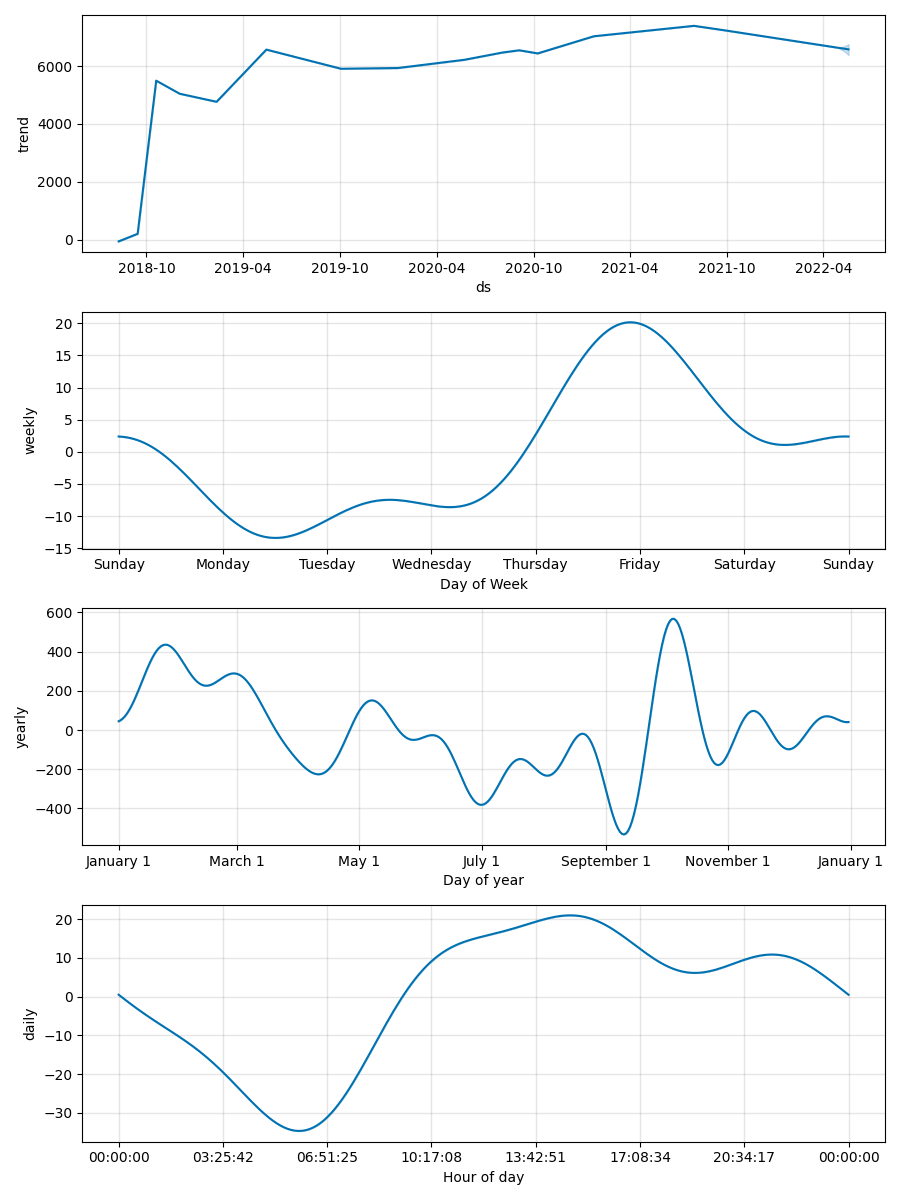 trend
6000
4000
2000
0
2018-10 2019-04 2019-10 2020-04 2020-10 2021-04 2021-10 2022-04
ds
weekly
20
15
10
5
0
−5
−10
−15
Sunday Monday Tuesday Wednesday Thursday Friday Saturday Sunday
Day of Week
yearly
600
400
200
0
−200
−400
January 1 March 1 May 1 July 1 September 1 November 1 January 1
Day of year
daily
20
10
0
−10
−20
−30
00:00:00 03:25:42 06:51:25 10:17:08 13:42:51 17:08:34 20:34:17 00:00:00
Hour of day